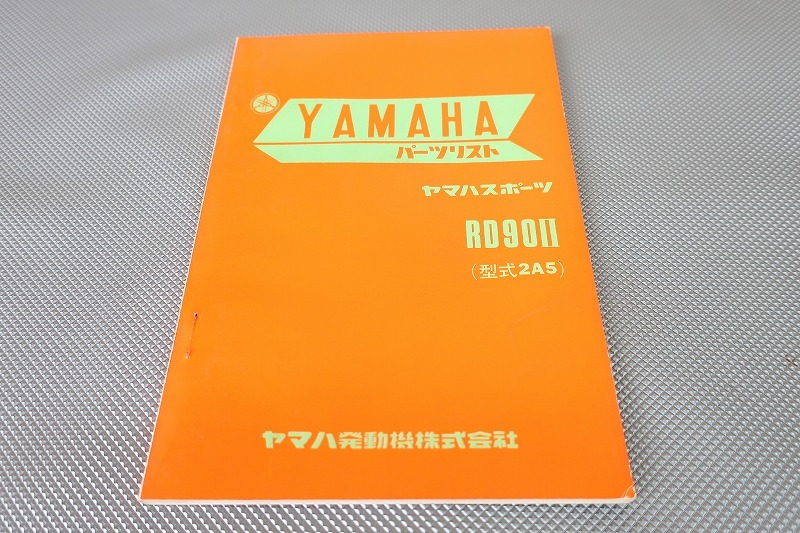 YAMAHA
パーツリスト
ヤマハスポーツ
RD90II
(型式2A5)
ヤマハ発動機株式会社